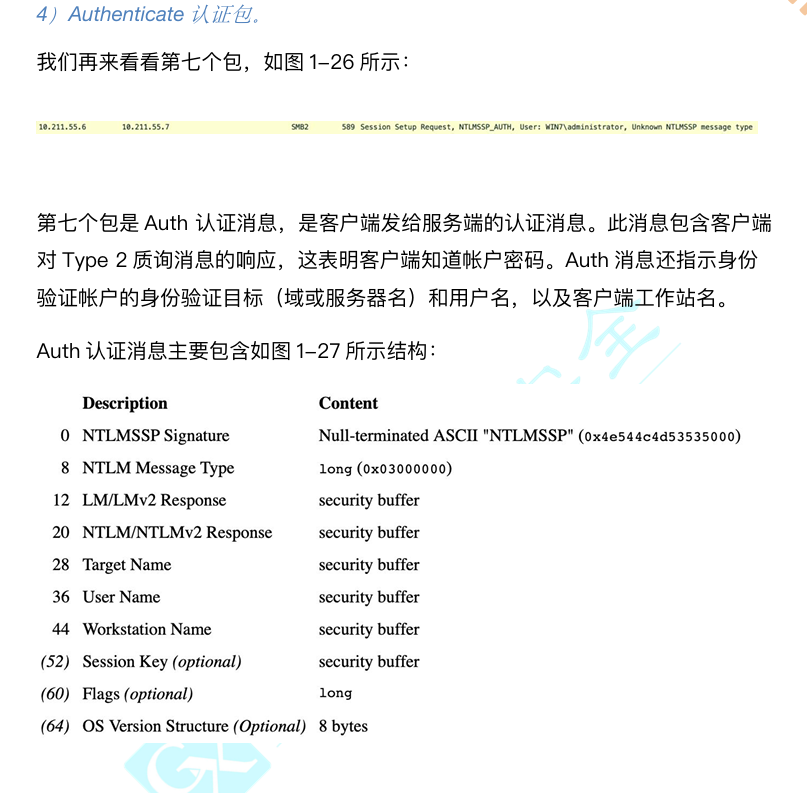 4）Authenticate 认证包。
我们再来看看第七个包，如图 1-26 所示：
10.211.55.6 10.211.55.7 SMB2 589 Session Setup Request, NTLMSSP_AUTH, User: WIN7\administrator, Unknown NTLMSSP message type
第七个包是 Auth 认证消息，是客户端发给服务端的认证消息。此消息包含客户端
对 Type 2 质询消息的响应，这表明客户端知道帐户密码。Auth 消息还指示身份
验证帐户的身份验证目标（域或服务器名）和用户名，以及客户端工作站名。
Auth 认证消息主要包含如图 1-27 所示结构：
Description Content
0 NTLMSSP Signature Null-terminated ASCII "NTLMSSP" (0x4e544c4d53535000)
8 NTLM Message Type long (0x03000000)
12 LM/LMv2 Response security buffer
20 NTLM/NTLMv2 Response security buffer
28 Target Name security buffer
36 User Name security buffer
44 Workstation Name security buffer
(52) Session Key (optional) security buffer
(60) Flags (optional) long
(64) OS Version Structure (Optional) 8 bytes